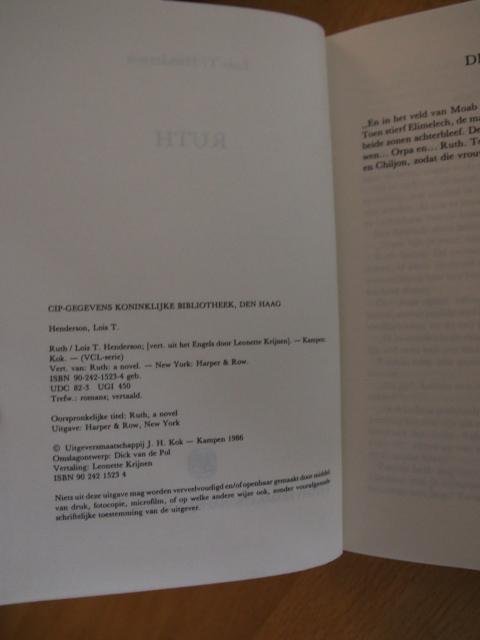 CIP-GEGEVENS KONINKLIJKE BIBLIOTHEEK, DEN HAAG
Henderson, Lois T.
Ruth / Lois T. Henderson; [vert. uit het Engels door Leonette Krijnen]. — Kampen
Kok. — (VCL-serie)
Vert. van: Ruth: a novel. — New York: Harper & Row.
ISBN 90-242-1523-4 geb.
UDC 82-3 UGI 450
Trefw.: romans; vertaald.
Oorspronkelijke titel: Ruth, a novel
Uitgave: Harper & Row, New York
© Uitgeversmaatschappij J. H. Kok — Kampen 1986
Omslagontwerp: Dick van de Pol
Vertaling: Leonette Krijnen
ISBN 90 242 1523 4
Niets uit deze uitgave mag worden verveelvoudigd en/of openbaar gemaakt door middel
van druk, fotocopie, microfilm, of op welke andere wijze ook, zonder voorafgaande
schriftelijke toestemming van de uitgever.
„En in het veld van Moab
Toen stierf Elimelech, de ma
beide zonen achterbleef. De
wen... Orpa en... Ruth. To
en Chiljon, zodat die vrou